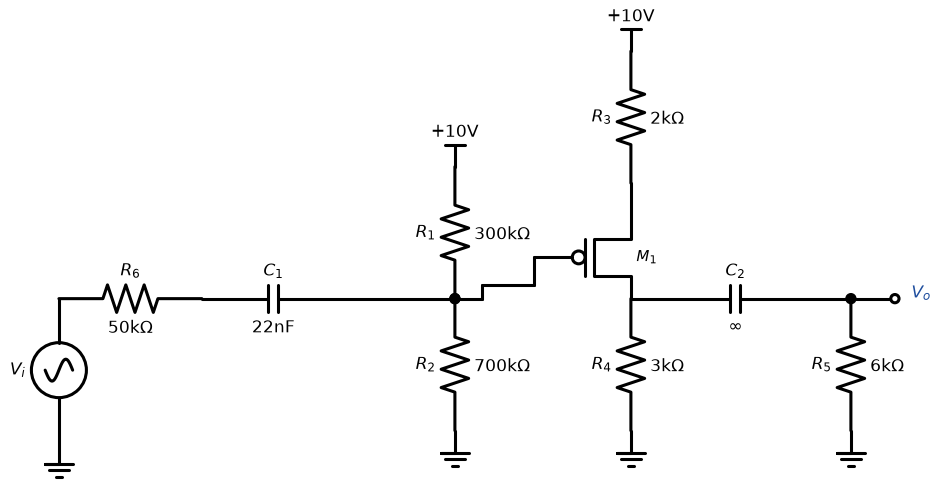 +10V
R₃ 2kΩ
+10V
R₁ 300kΩ
M₁
R₆
50kΩ
C₁
22nF
C₂
∞
Vₒ
Vᵢ
R₂ 700kΩ
R₄ 3kΩ
R₅ 6kΩ